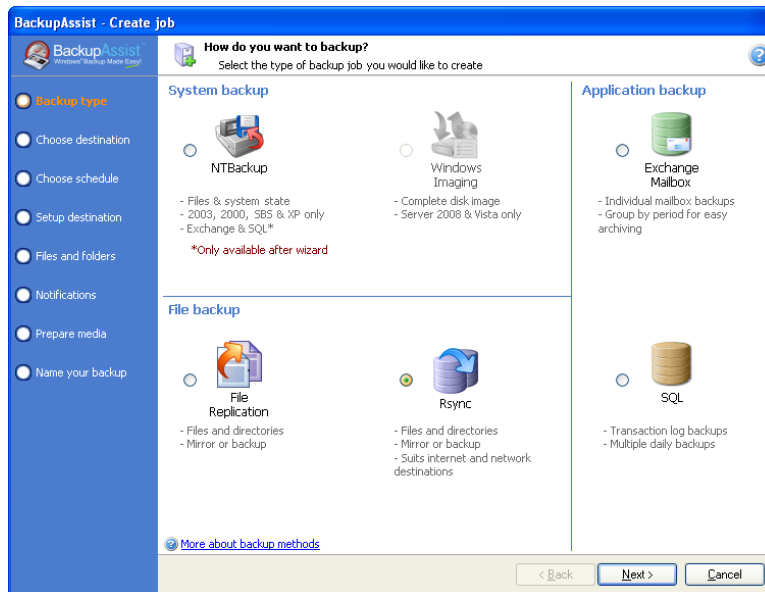 BackupAssist - Create job
BackupAssist™
Windows® Backup Made Easy!
How do you want to backup?
Select the type of backup job you would like to create
Backup type
Choose destination
Choose schedule
Setup destination
Files and folders
Notifications
Prepare media
Name your backup
System backup
NTBackup
- Files & system state
- 2003, 2000, SBS & XP only
- Exchange & SQL*
*Only available after wizard
Windows
Imaging
- Complete disk image
- Server 2008 & Vista only
Application backup
Exchange
Mailbox
- Individual mailbox backups
- Group by period for easy
archiving
File backup
File
Replication
- Files and directories
- Mirror or backup
Rsync
- Files and directories
- Mirror or backup
- Suits internet and network
destinations
SQL
- Transaction log backups
- Multiple daily backups
? More about backup methods
< Back
Next >
Cancel